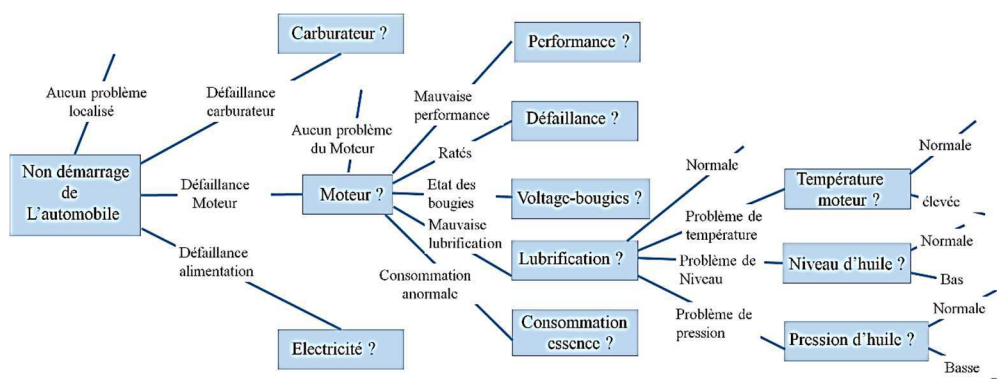 Carburateur ?
Performance ?
Aucun problème
localisé
Défaillance
carburateur
Mauvaise
performance
Aucun problème
du Moteur
Défaillance ?
Ratés
Normale
Normale
Non démarrage
de
L'automobile
Défaillance
Moteur
Moteur ?
Etat des
bougies
Voltage-bougics ?
Température
moteur ?
élevée
Mauvaise
lubrification
Problème de
température
Normale
Défaillance
alimentation
Lubrification ?
Problème de
Niveau
Niveau d'huile ?
Bas
Consommation
anormale
Problème de
pression
Normale
Electricité ?
Consommation
essence ?
Pression d'huile ?
Basse